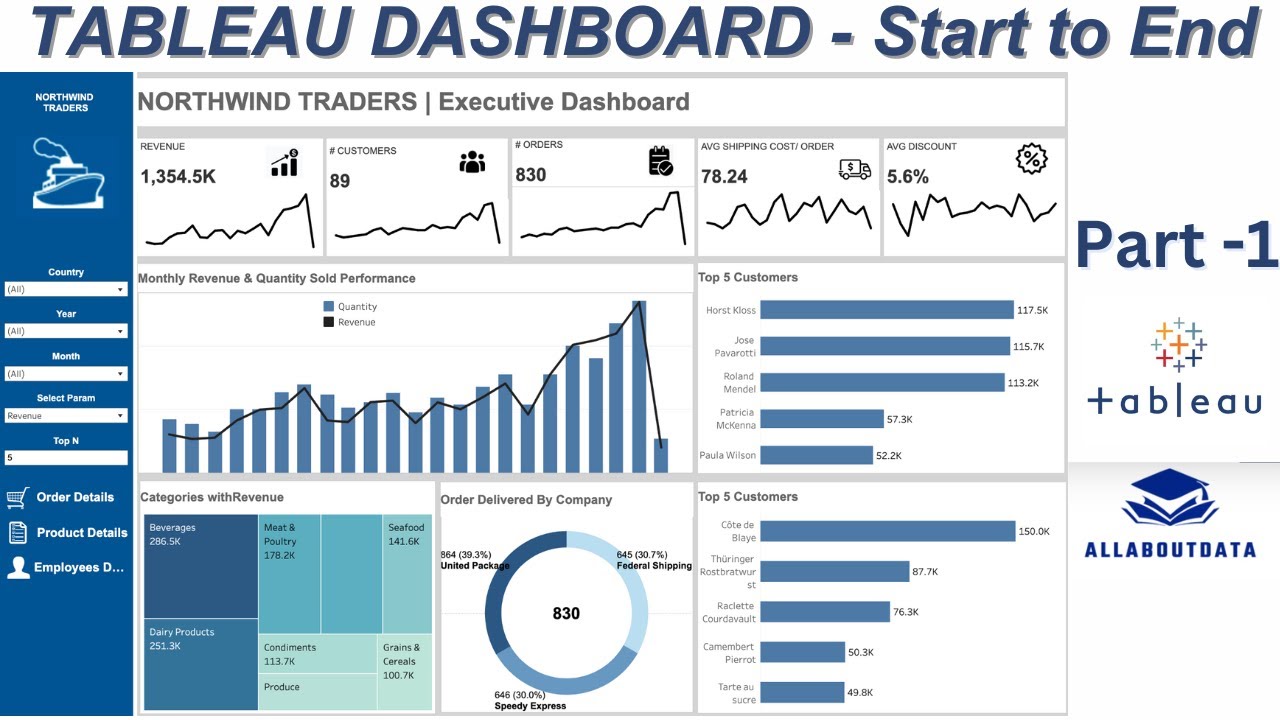 TABLEAU DASHBOARD - Start to End
NORTHWIND
TRADERS
Country
(All)
Year
(All)
Month
(All)
Select Param
Revenue
Top N
5
Order Details
Product Details
Employees D...
NORTHWIND TRADERS | Executive Dashboard
REVENUE
1,354.5K
# CUSTOMERS
89
# ORDERS
830
AVG SHIPPING COST/ ORDER
78.24
AVG DISCOUNT
5.6%
Monthly Revenue & Quantity Sold Performance
Quantity
Revenue
Top 5 Customers
Horst Kloss
117.5K
Jose
Pavarotti
115.7K
Roland
Mendel
113.2K
Patricia
McKenna
57.3K
Paula Wilson
52.2K
Categories withRevenue
Beverages
286.5K
Dairy Products
251.3K
Meat &
Poultry
178.2K
Seafood
141.6K
Condiments
113.7K
Produce
Grains &
Cereals
100.7K
Order Delivered By Company
864 (39.3%)
United Package
645 (30.7%)
Federal Shipping
830
646 (30.0%)
Speedy Express
Top 5 Customers
Côte de
Blaye
150.0K
Thüringer
Rostbratwur
st
87.7K
Raclette
Courdavault
76.3K
Camembert
Pierrot
50.3K
Tarte au
sucre
49.8K
Part -1
+ableau
ALLABOUTDATA